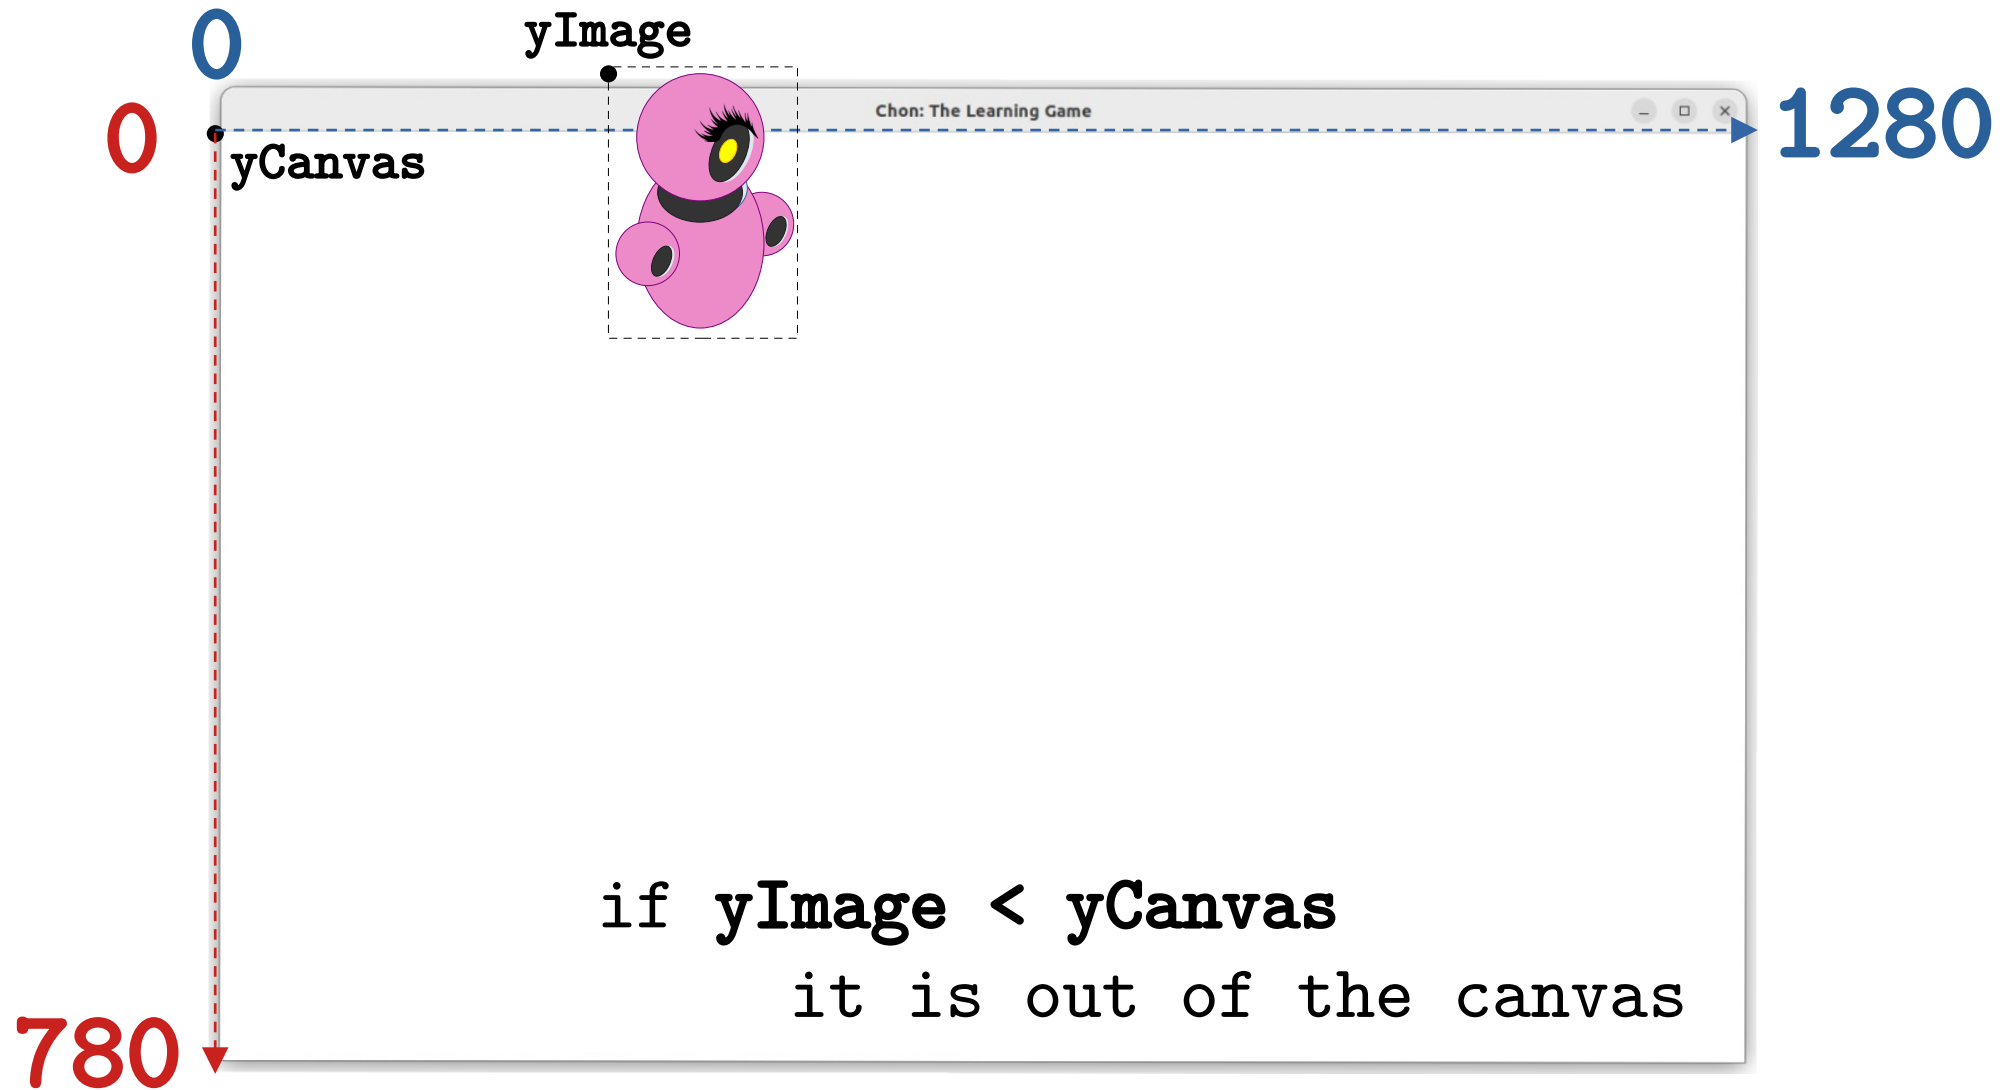 0
yImage
Chon: The Learning Game
1280
0
yCanvas
if yImage < yCanvas
it is out of the canvas
780